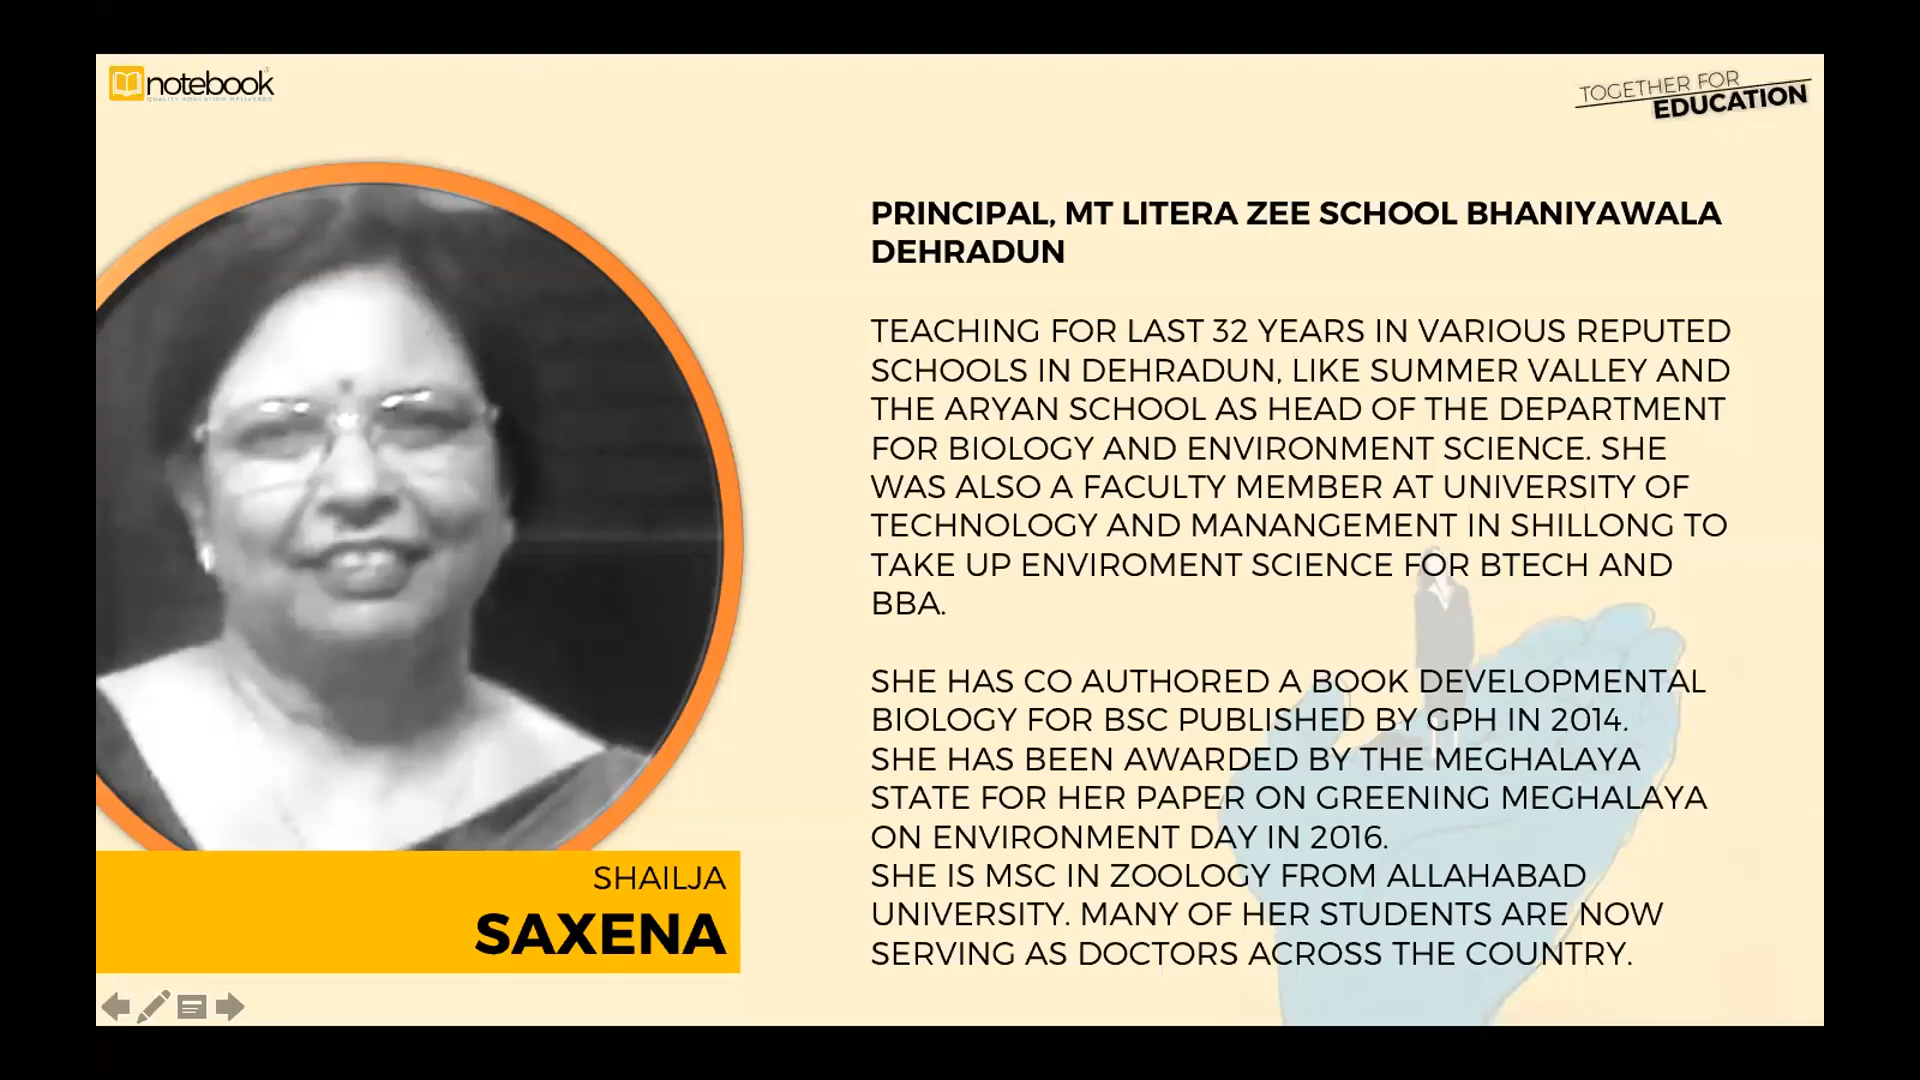 notebook
QUALITY EDUCATION
TOGETHER FOR
EDUCATION
PRINCIPAL, MT LITERA ZEE SCHOOL BHANIYAWALA
DEHRADUN
TEACHING FOR LAST 32 YEARS IN VARIOUS REPUTED
SCHOOLS IN DEHRADUN, LIKE SUMMER VALLEY AND
THE ARYAN SCHOOL AS HEAD OF THE DEPARTMENT
FOR BIOLOGY AND ENVIRONMENT SCIENCE. SHE
WAS ALSO A FACULTY MEMBER AT UNIVERSITY OF
TECHNOLOGY AND MANANGEMENT IN SHILLONG TO
TAKE UP ENVIROMENT SCIENCE FOR BTECH AND
BBA.
SHE HAS CO AUTHORED A BOOK DEVELOPMENTAL
BIOLOGY FOR BSC PUBLISHED BY GPH IN 2014.
SHE HAS BEEN AWARDED BY THE MEGHALAYA
STATE FOR HER PAPER ON GREENING MEGHALAYA
ON ENVIRONMENT DAY IN 2016.
SHE IS MSC IN ZOOLOGY FROM ALLAHABAD
UNIVERSITY. MANY OF HER STUDENTS ARE NOW
SERVING AS DOCTORS ACROSS THE COUNTRY.
SHAILJA
SAXENA